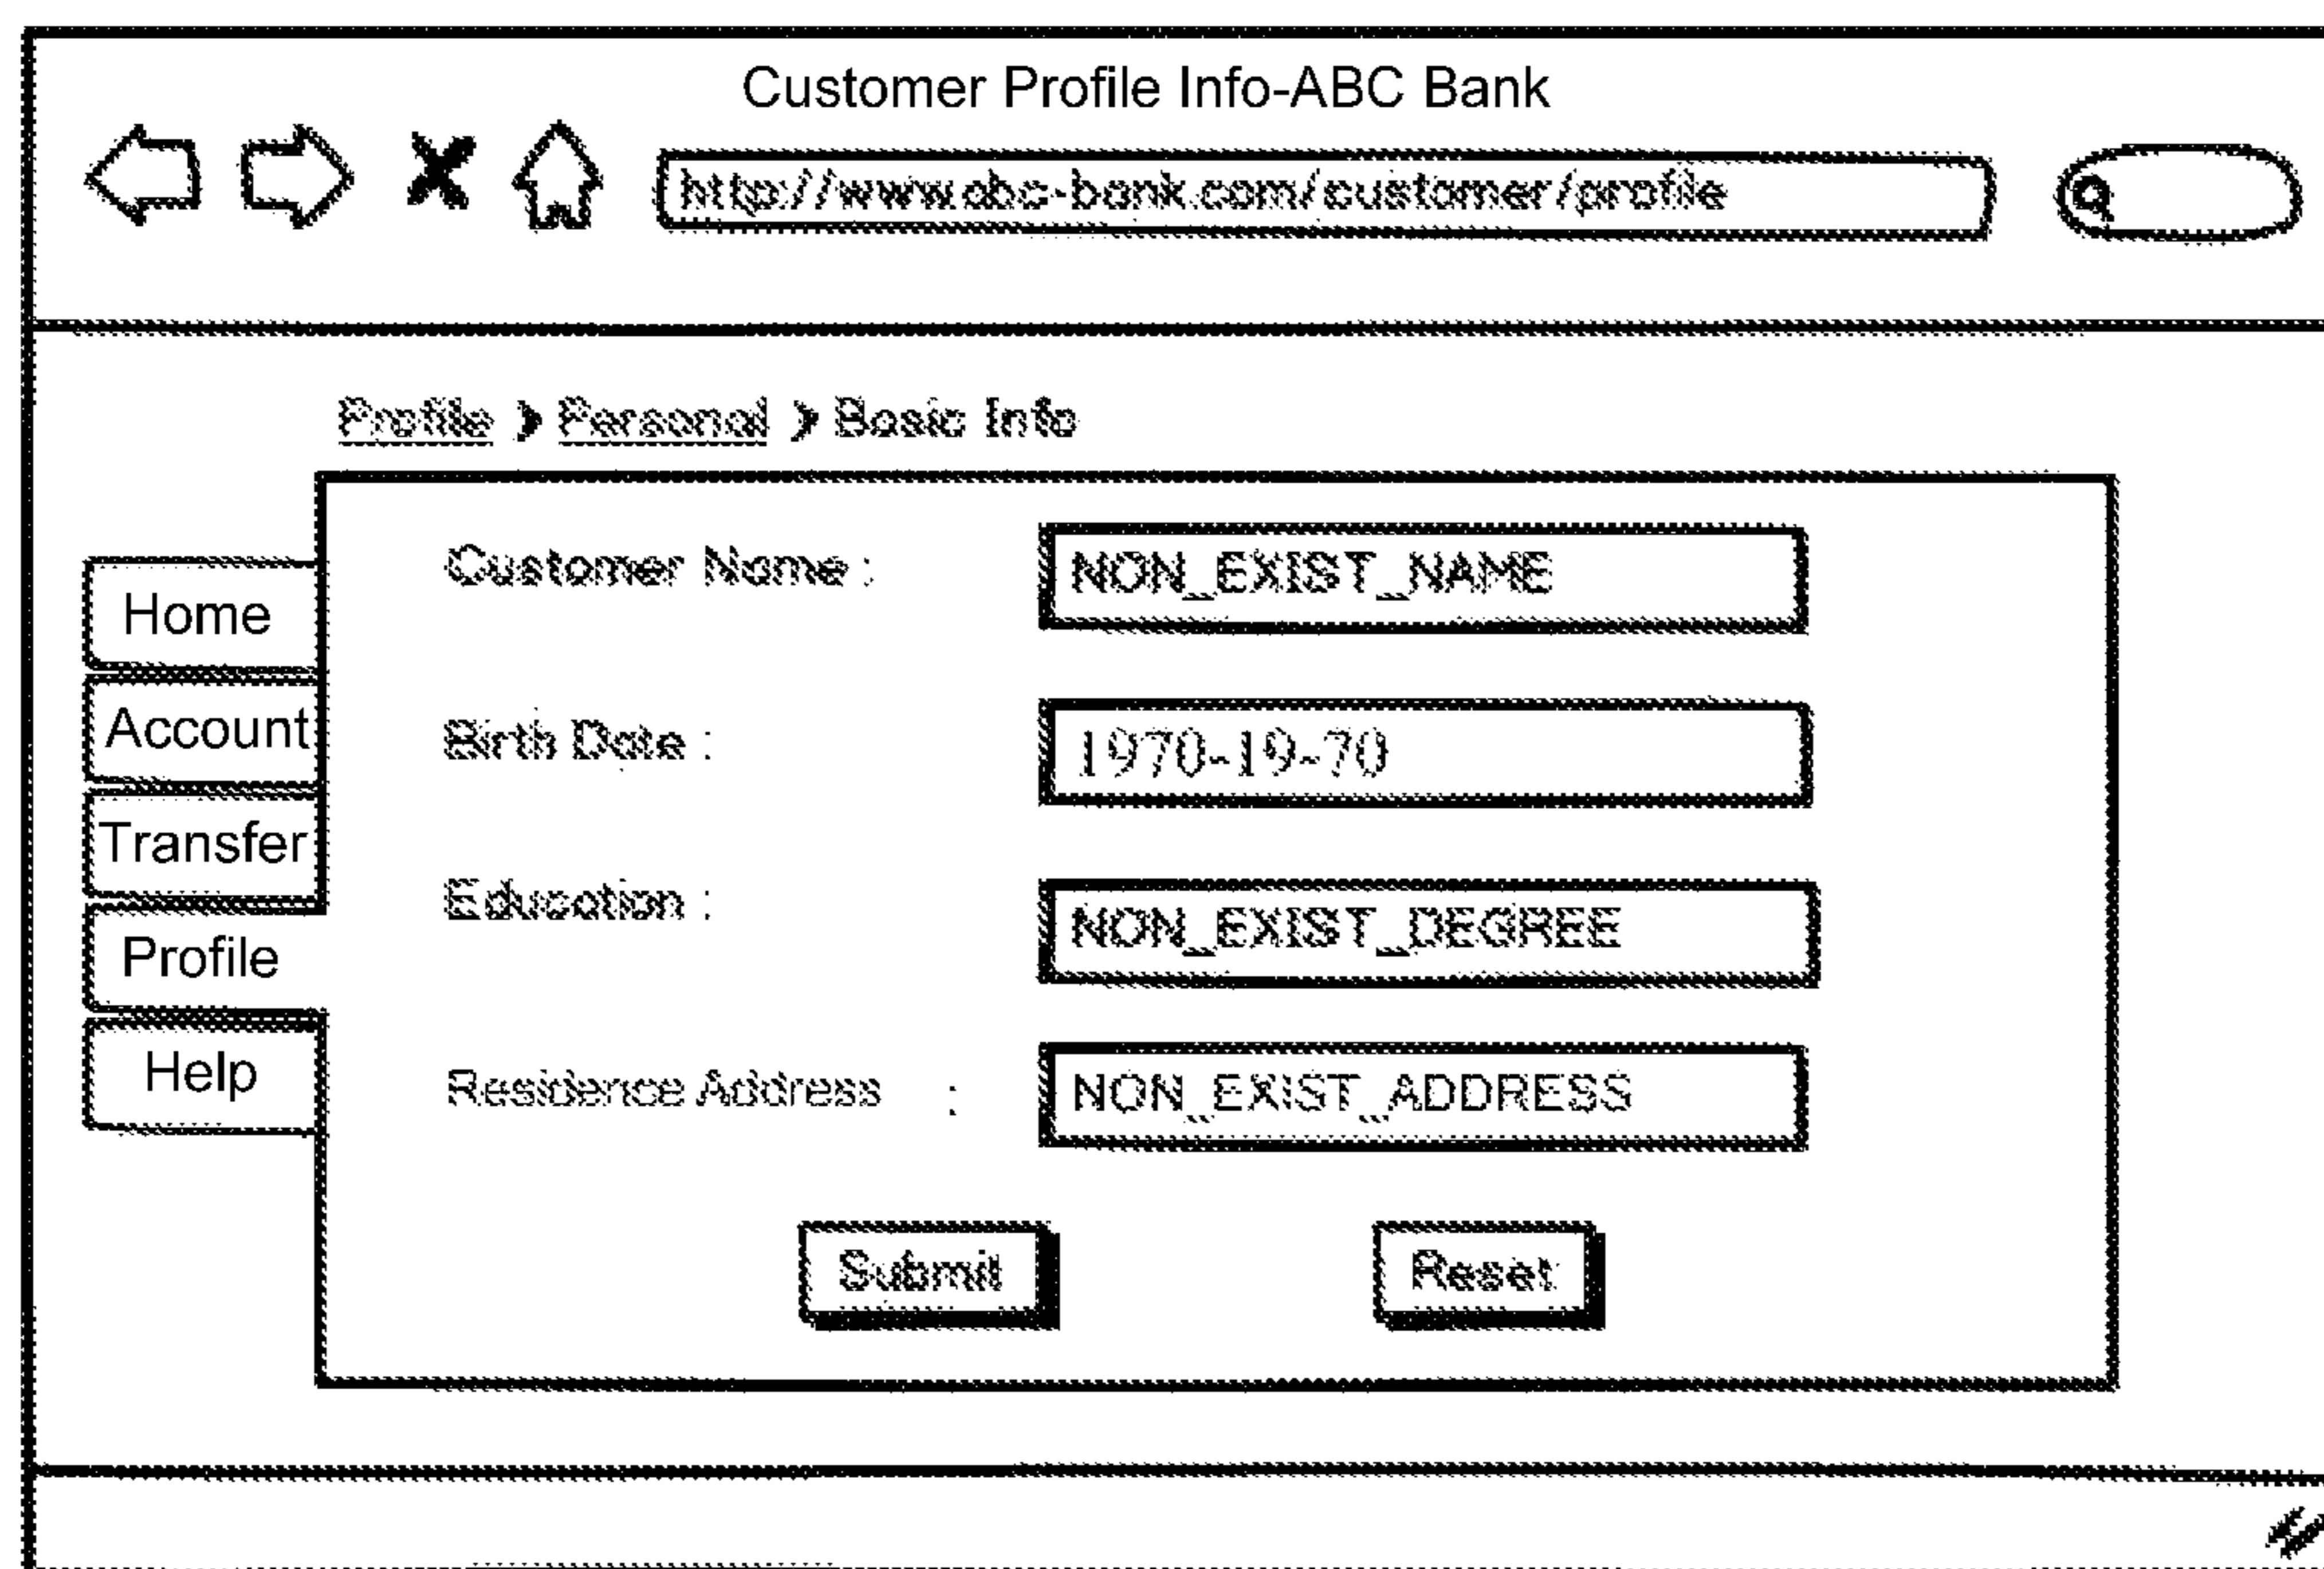 Customer Profile Info-ABC Bank
http://www.abc-bank.com/customer/profile
Profile > Personal > Basic Info
Customer Name : NON_EXIST_NAME
Home
Account
Birth Date : 1970-19-70
Transfer
Education : NON_EXIST_DEGREE
Profile
Help
Residence Address : NON_EXIST_ADDRESS
Submit Reset